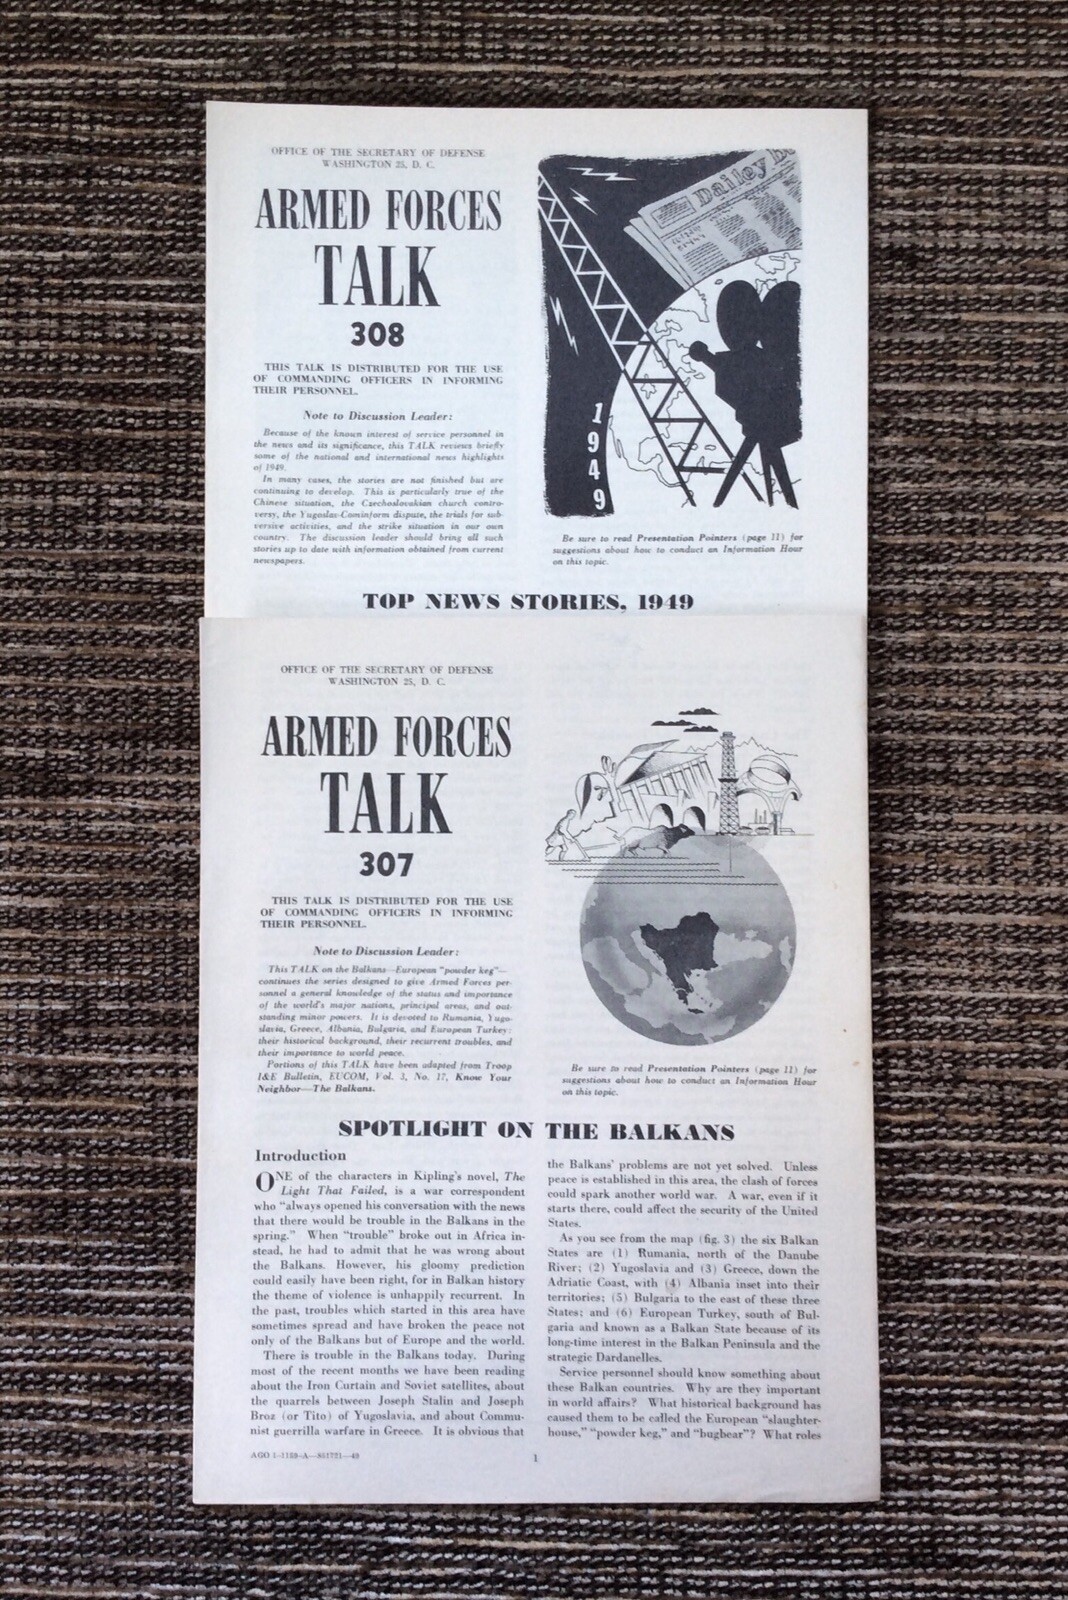 OFFICE OF THE SECRETARY OF DEFENSE
WASHINGTON 25, D. C.
ARMED FORCES
TALK
308
THIS TALK IS DISTRIBUTED FOR THE USE
OF COMMANDING OFFICERS IN INFORMING
THEIR PERSONNEL.
Note to Discussion Leader:
Because of the known interest of service personnel in
the news and its significance, this TALK reviews briefly
some of the national and international news highlights
of 1949.
In many cases, the stories are not finished but are
continuing to develop. This is particularly true of the
Chinese situation, the Czechoslovakian church contro-
versy, the Yugoslav-Cominform dispute, the trials for sub-
versive activities, and the strike situation in our own
country. The discussion leader should bring all such
stories up to date with information obtained from current
newspapers.
Dailey B
1949
Be sure to read Presentation Pointers (page 11) for
suggestions about how to conduct an Information Hour
on this topic.
TOP NEWS STORIES, 1949
OFFICE OF THE SECRETARY OF DEFENSE
WASHINGTON 25, D. C.
ARMED FORCES
TALK
307
THIS TALK IS DISTRIBUTED FOR THE USE
OF COMMANDING OFFICERS IN INFORMING
THEIR PERSONNEL.
Note to Discussion Leader:
This TALK on the Balkans—European "powder keg"—
continues the series designed to give Armed Forces per-
sonnel a general knowledge of the status and importance
of the world's major nations, principal areas, and out-
standing minor powers. It is devoted to Rumania, Yugo-
slavia, Greece, Albania, Bulgaria, and European Turkey:
their historical background, their recurrent troubles, and
their importance to world peace.
Portions of this TALK have been adapted from Troop
I&E Bulletin, EUCOM, Vol. 3, No. 17, Know Your
Neighbor—The Balkans.
Be sure to read Presentation Pointers (page 11) for
suggestions about how to conduct an Information Hour
on this topic.
SPOTLIGHT ON THE BALKANS
Introduction
ONE of the characters in Kipling's novel, The
Light That Failed, is a war correspondent
who "always opened his conversation with the news
that there would be trouble in the Balkans in the
spring." When "trouble" broke out in Africa in-
stead, he had to admit that he was wrong about
the Balkans. However, his gloomy prediction
could easily have been right, for in Balkan history
the theme of violence is unhappily recurrent. In
the past, troubles which started in this area have
sometimes spread and have broken the peace not
only of the Balkans but of Europe and the world.
There is trouble in the Balkans today. During
most of the recent months we have been reading
about the Iron Curtain and Soviet satellites, about
the quarrels between Joseph Stalin and Joseph
Broz (or Tito) of Yugoslavia, and about Commu-
nist guerrilla warfare in Greece. It is obvious that
the Balkans' problems are not yet solved. Unless
peace is established in this area, the clash of forces
could spark another world war. A war, even if it
starts there, could affect the security of the United
States.
As you see from the map (fig. 3) the six Balkan
States are (1) Rumania, north of the Danube
River; (2) Yugoslavia and (3) Greece, down the
Adriatic Coast, with (4) Albania inset into their
territories; (5) Bulgaria to the east of these three
States; and (6) European Turkey, south of Bul-
garia and known as a Balkan State because of its
long-time interest in the Balkan Peninsula and the
strategic Dardanelles.
Service personnel should know something about
these Balkan countries. Why are they important
in world affairs? What historical background has
caused them to be called the European "slaughter-
house," "powder keg," and "bugbear"? What roles
AGO 1-1159-A—851721—49
1